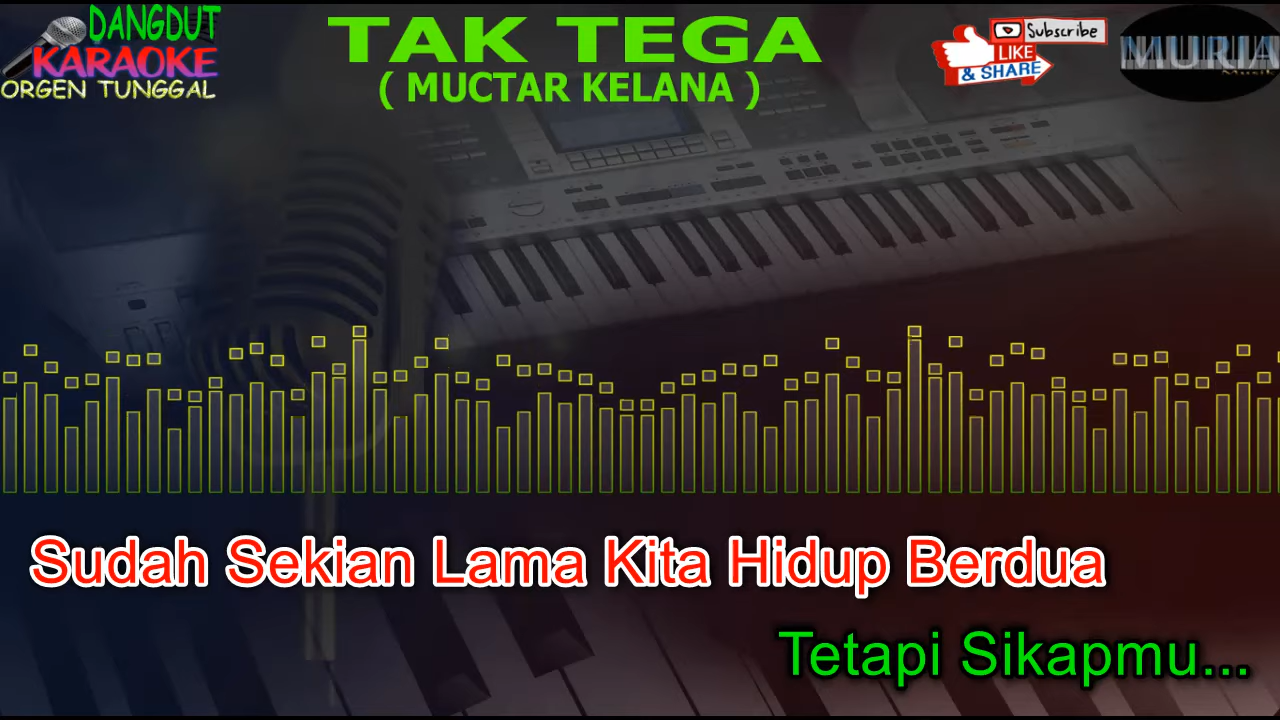 DANGDUT
KARAOKE
ORGEN TUNGGAL
TAK TEGA
( MUCTAR KELANA )
Subscribe
LIKE
& SHARE
MURIA
Musik
Sudah Sekian Lama Kita Hidup Berdua
Tetapi Sikapmu...